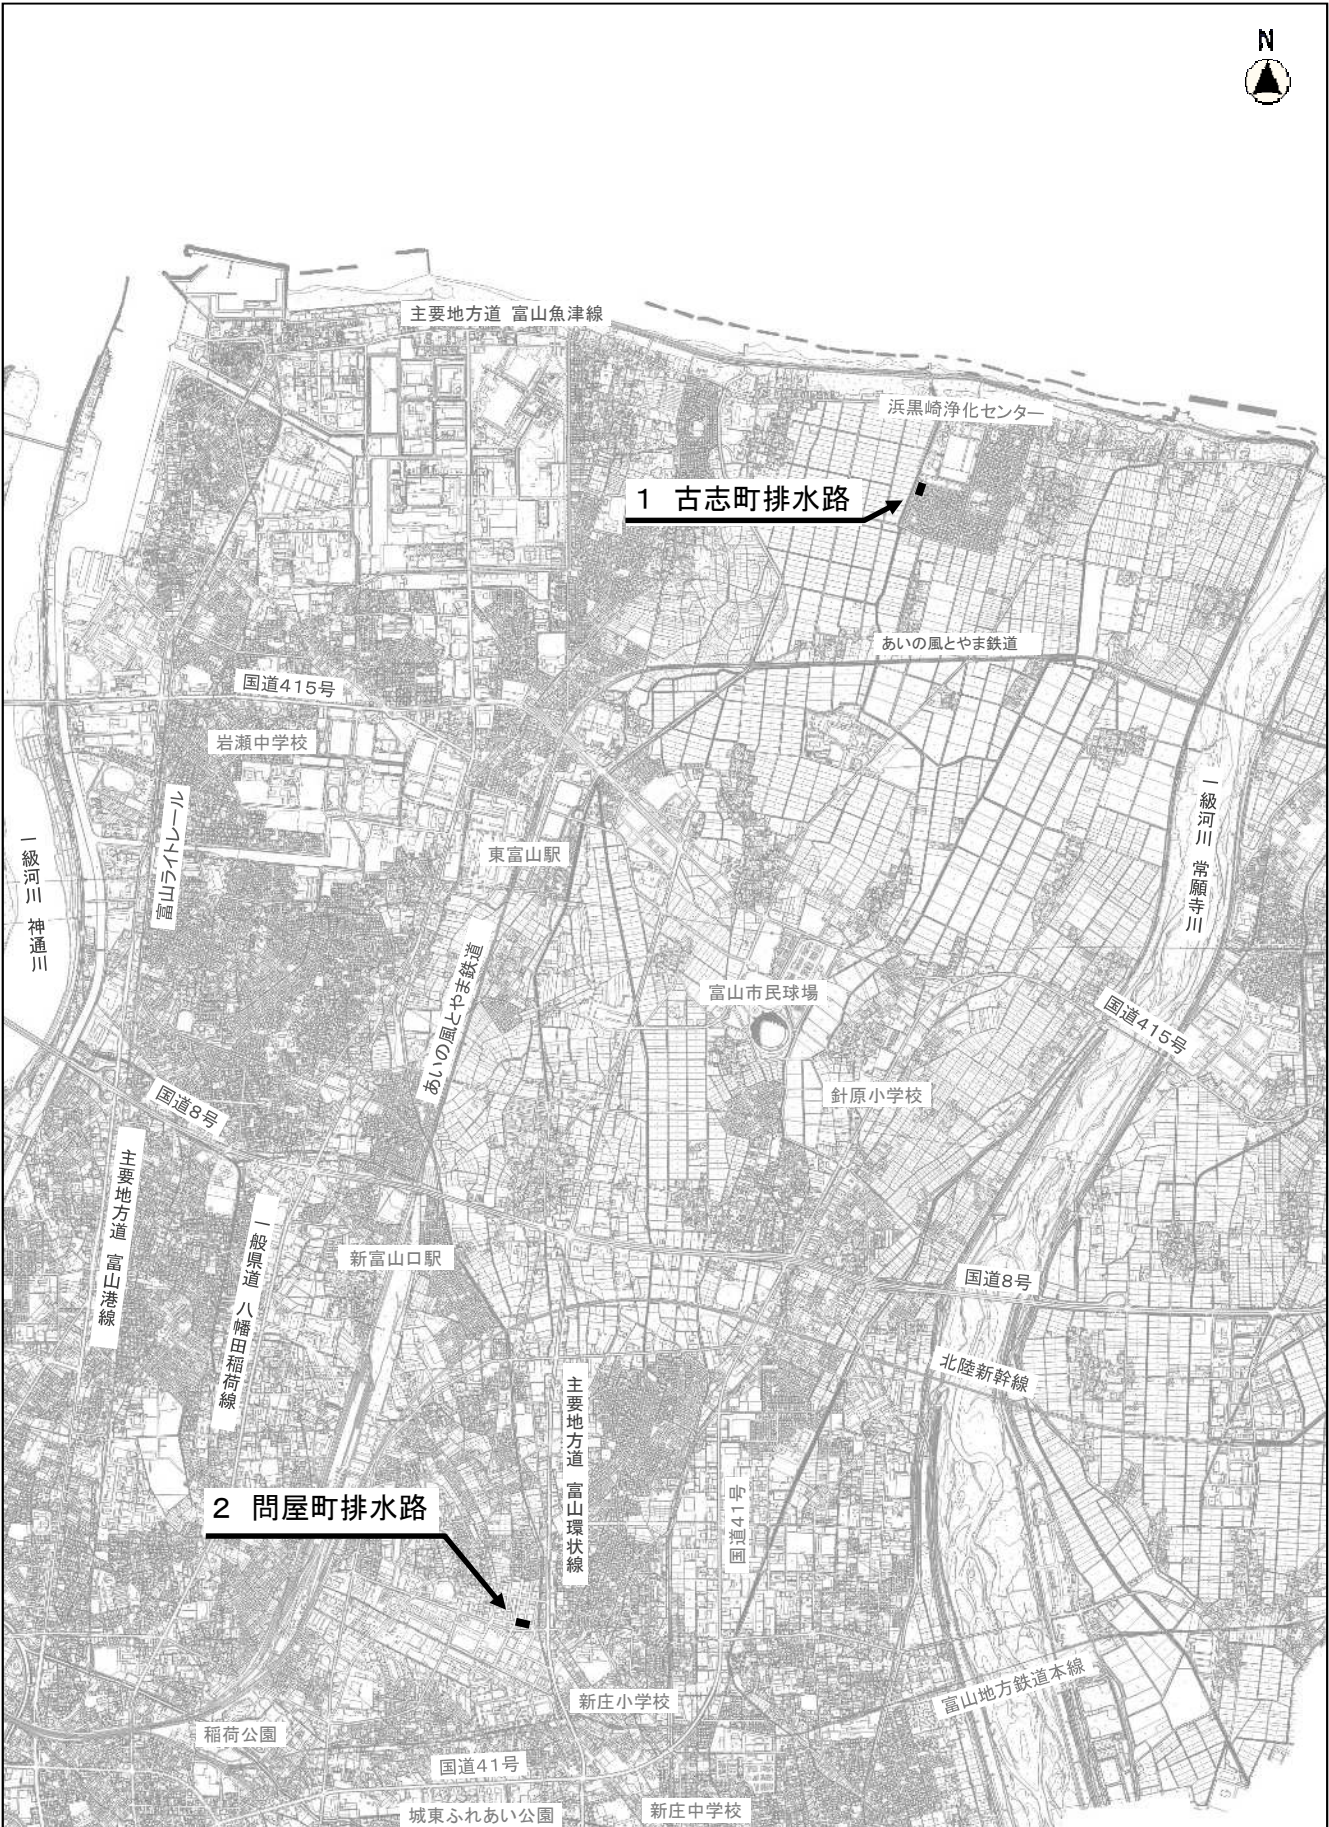 N
主要地方道 富山魚津線
浜黒崎浄化センター
1 古志町排水路
あいの風とやま鉄道
国道415号
岩瀬中学校
一級河川 常願寺川
富山ライトレール
東富山駅
一級河川 神通川
あいの風とやま鉄道
富山市民球場
国道415号
針原小学校
国道8号
主要地方道 富山港線
一般県道 八幡田稲荷線
新富山口駅
国道8号
北陸新幹線
主要地方道 富山環状線
国道41号
2 問屋町排水路
富山地方鉄道本線
新庄小学校
稲荷公園
国道41号
城東ふれあい公園
新庄中学校